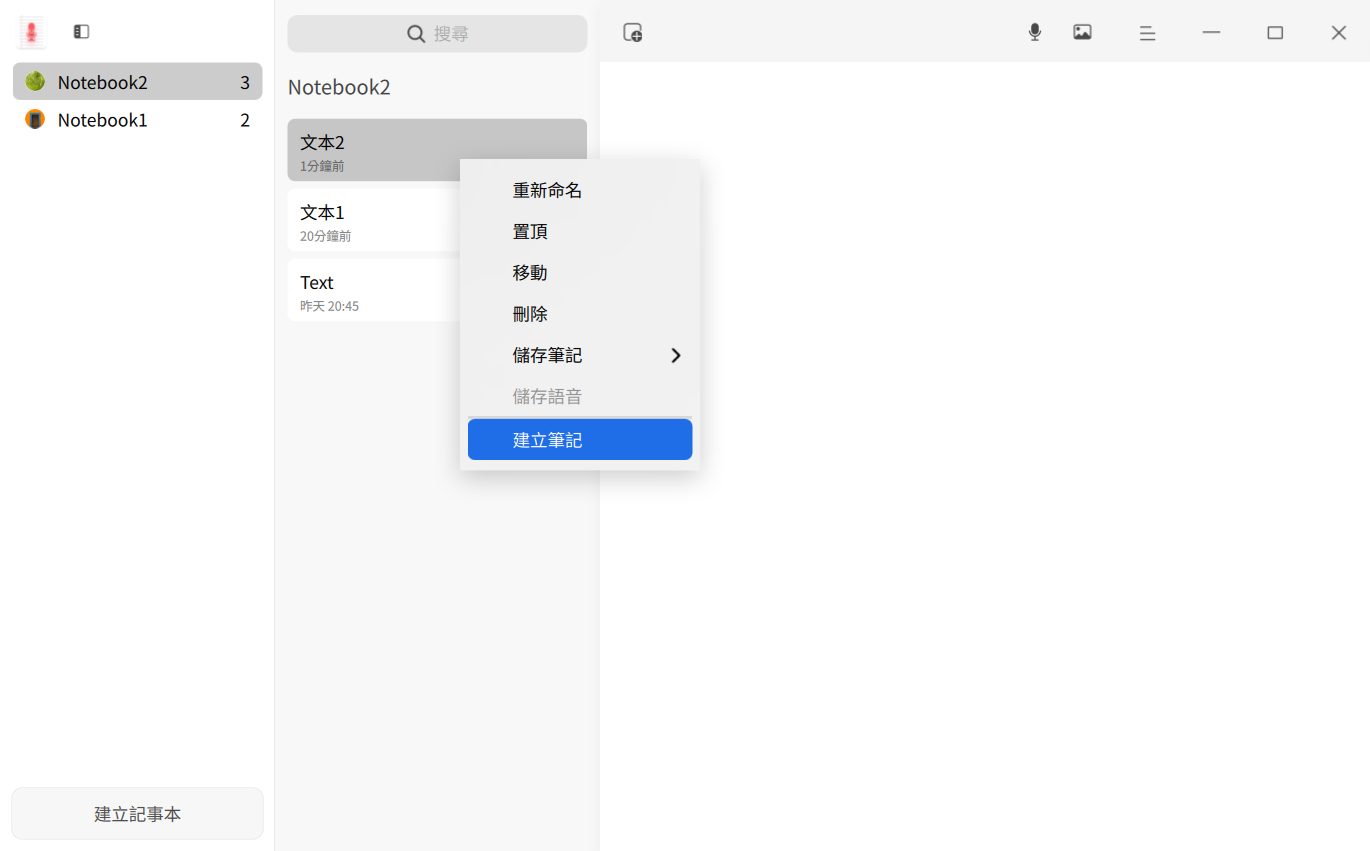 Notebook2 3
Notebook1 2
建立記事本
搜尋
Notebook2
文本2
1分鐘前
文本1
20分鐘前
Text
昨天 20:45
重新命名
置頂
移動
刪除
儲存筆記
儲存語音
建立筆記